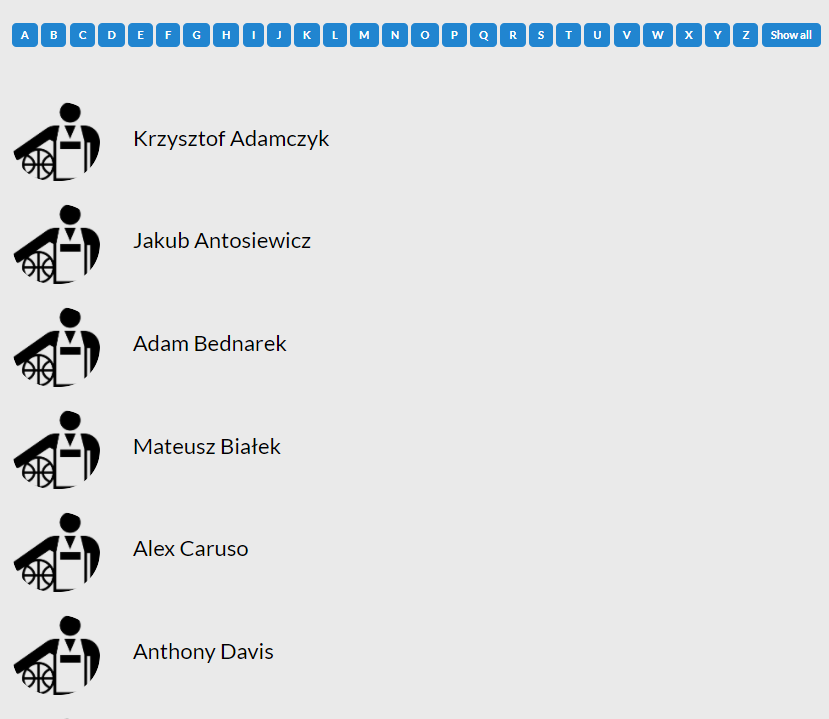 A B C D E F G H I J K L M N O P Q R S T U V W X Y Z Show all
Krzysztof Adamczyk
Jakub Antosiewicz
Adam Bednarek
Mateusz Białek
Alex Caruso
Anthony Davis